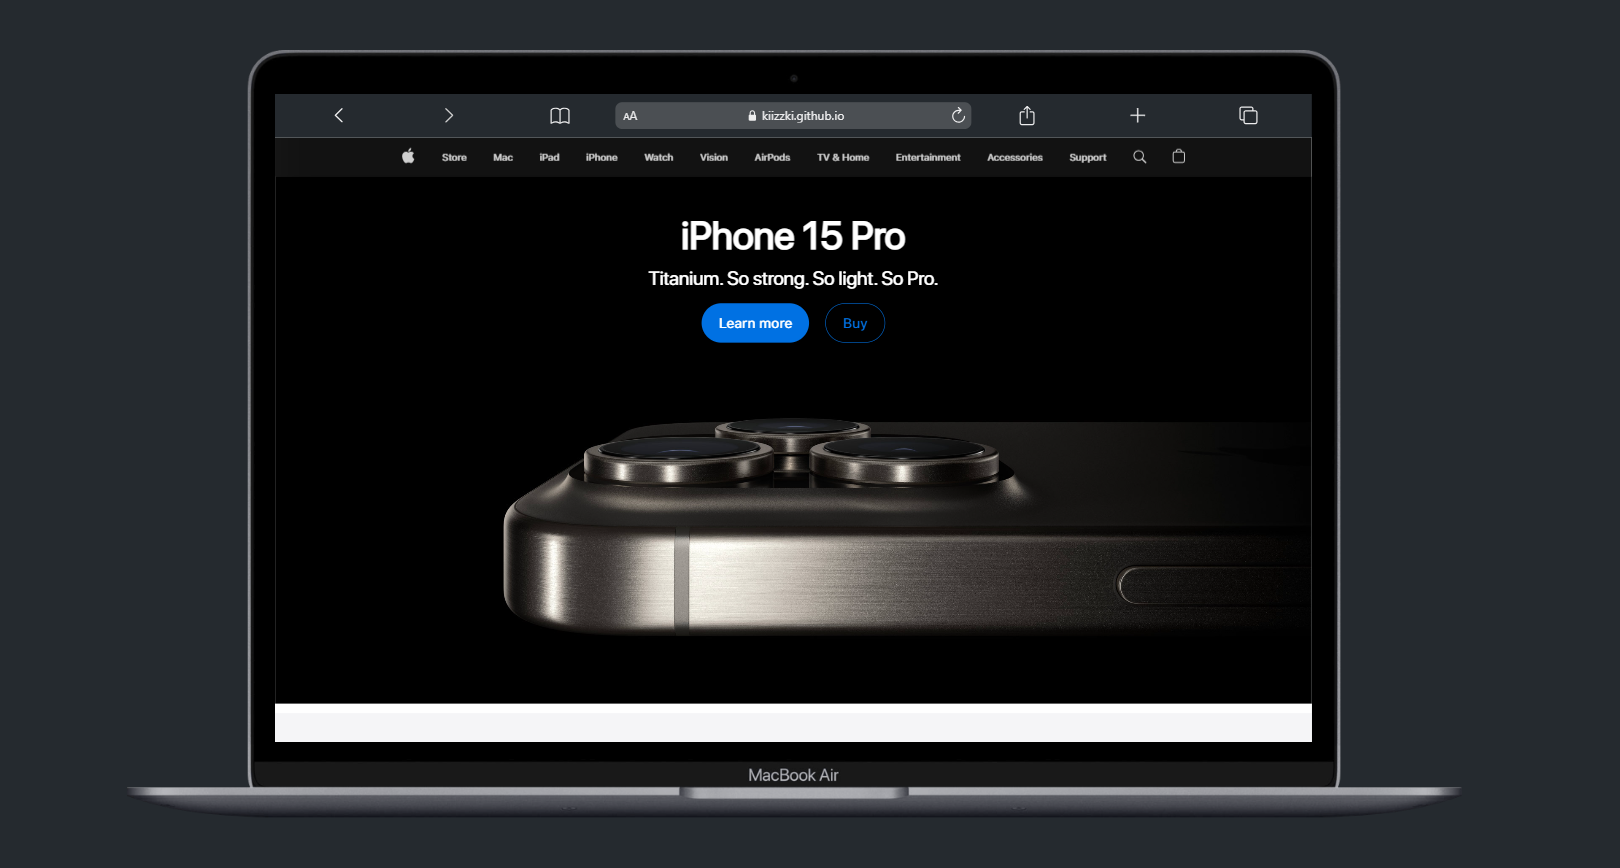 AA kiizzki.github.io
Store Mac iPad iPhone Watch Vision AirPods TV & Home Entertainment Accessories Support
iPhone 15 Pro
Titanium. So strong. So light. So Pro.
Learn more Buy
MacBook Air